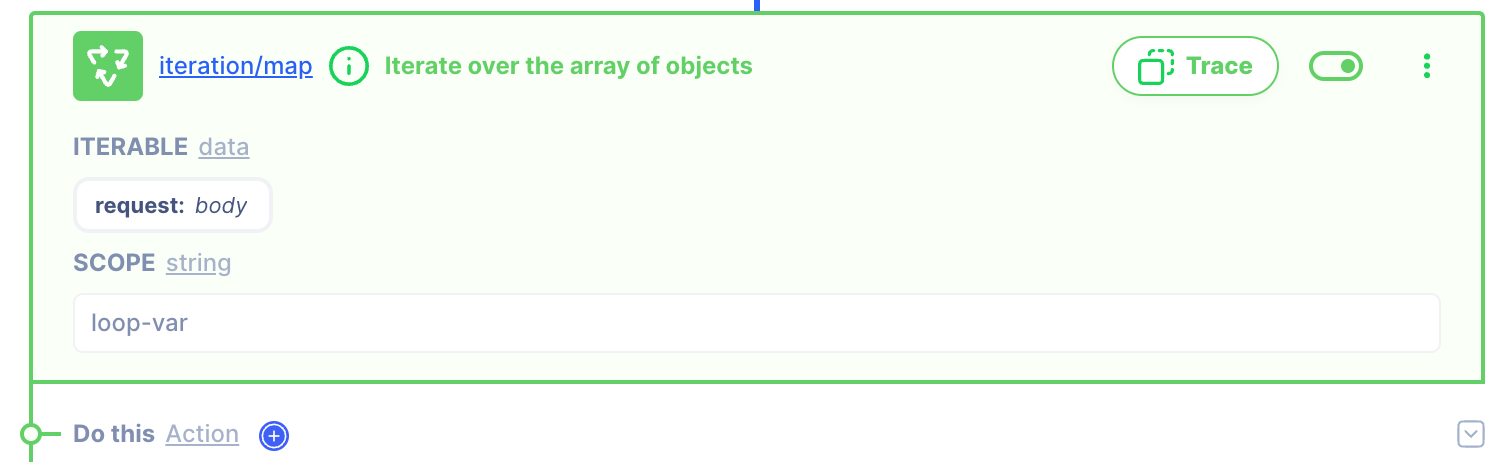 iteration/map Iterate over the array of objects Trace
ITERABLE data
request: body
SCOPE string
loop-var
Do this Action